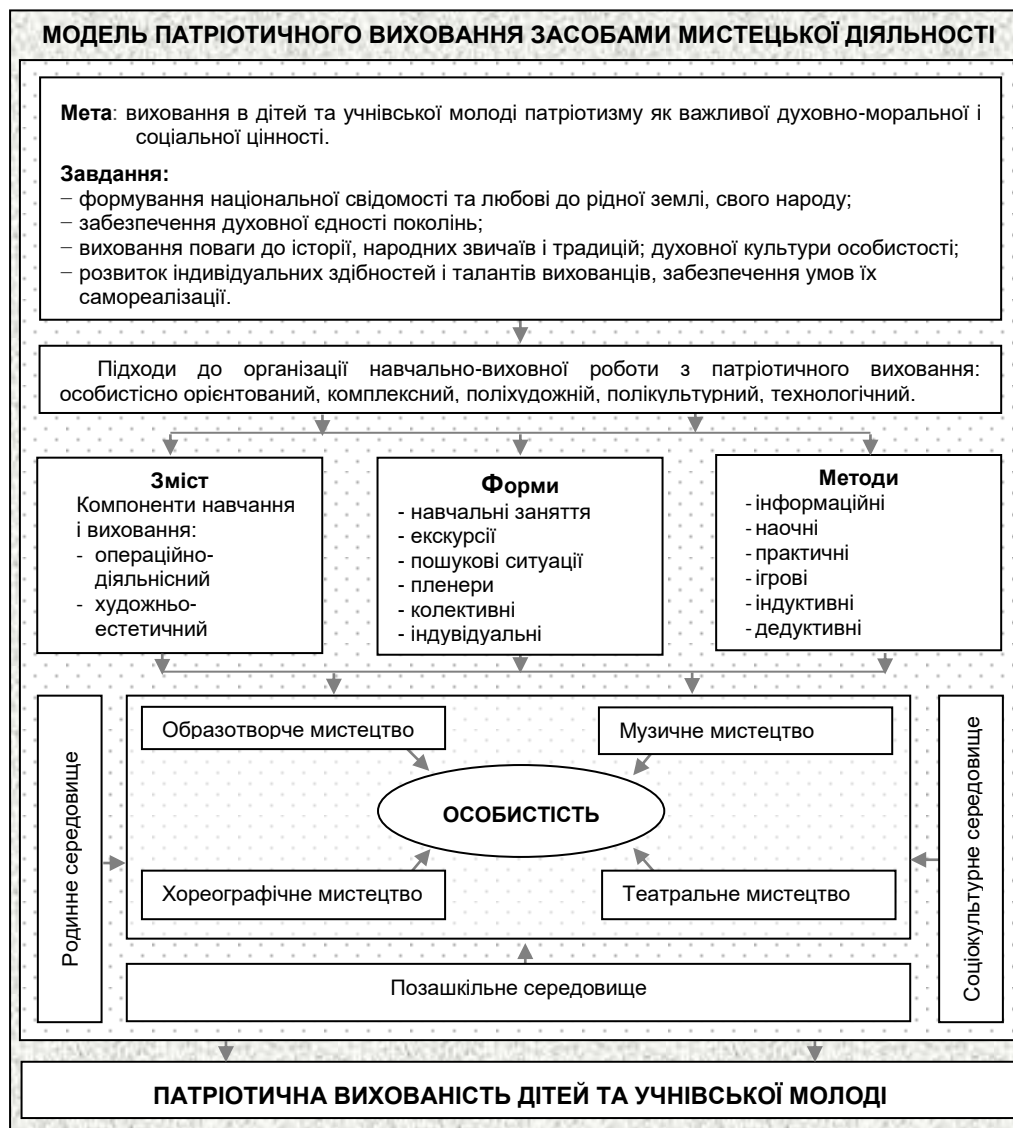 МОДЕЛЬ ПАТРІОТИЧНОГО ВИХОВАННЯ ЗАСОБАМИ МИСТЕЦЬКОЇ ДІЯЛЬНОСТІ
Мета: виховання в дітей та учнівської молоді патріотизму як важливої духовно-моральної і
соціальної цінності.
Завдання:
− формування національної свідомості та любові до рідної землі, свого народу;
− забезпечення духовної єдності поколінь;
− виховання поваги до історії, народних звичаїв і традицій; духовної культури особистості;
− розвиток індивідуальних здібностей і талантів вихованців, забезпечення умов їх
самореалізації.
Підходи до організації навчально-виховної роботи з патріотичного виховання:
особистісно орієнтований, комплексний, поліхудожній, полікультурний, технологічний.
Зміст
Компоненти навчання
і виховання:
- операційно-
діяльнісний
- художньо-
естетичний
Форми
- навчальні заняття
- екскурсії
- пошукові ситуації
- пленери
- колективні
- індувідуальні
Методи
- інформаційні
- наочні
- практичні
- ігрові
- індуктивні
- дедуктивні
Родинне середовище
Образотворче мистецтво
Музичне мистецтво
ОСОБИСТІСТЬ
Хореографічне мистецтво
Театральне мистецтво
Соціокультурне середовище
Позашкільне середовище
ПАТРІОТИЧНА ВИХОВАНІСТЬ ДІТЕЙ ТА УЧНІВСЬКОЇ МОЛОДІ